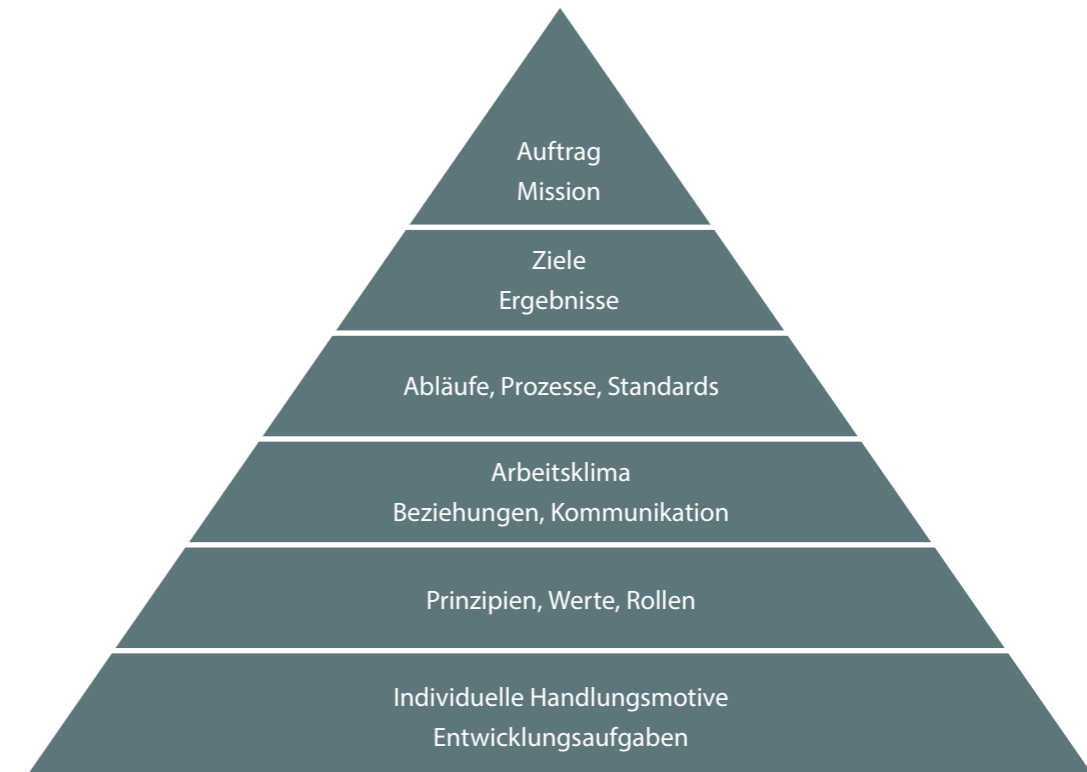 Auftrag
Mission
Ziele
Ergebnisse
Abläufe, Prozesse, Standards
Arbeitsklima
Beziehungen, Kommunikation
Prinzipien, Werte, Rollen
Individuelle Handlungsmotive
Entwicklungsaufgaben